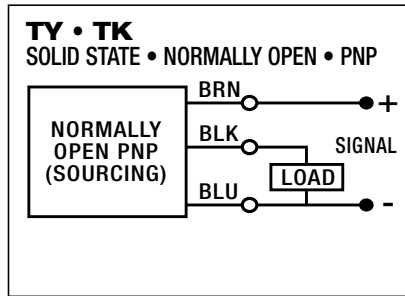 TY • TK
SOLID STATE • NORMALLY OPEN • PNP
BRN
+
NORMALLY
OPEN PNP
(SOURCING)
BLK
SIGNAL
LOAD
BLU
-